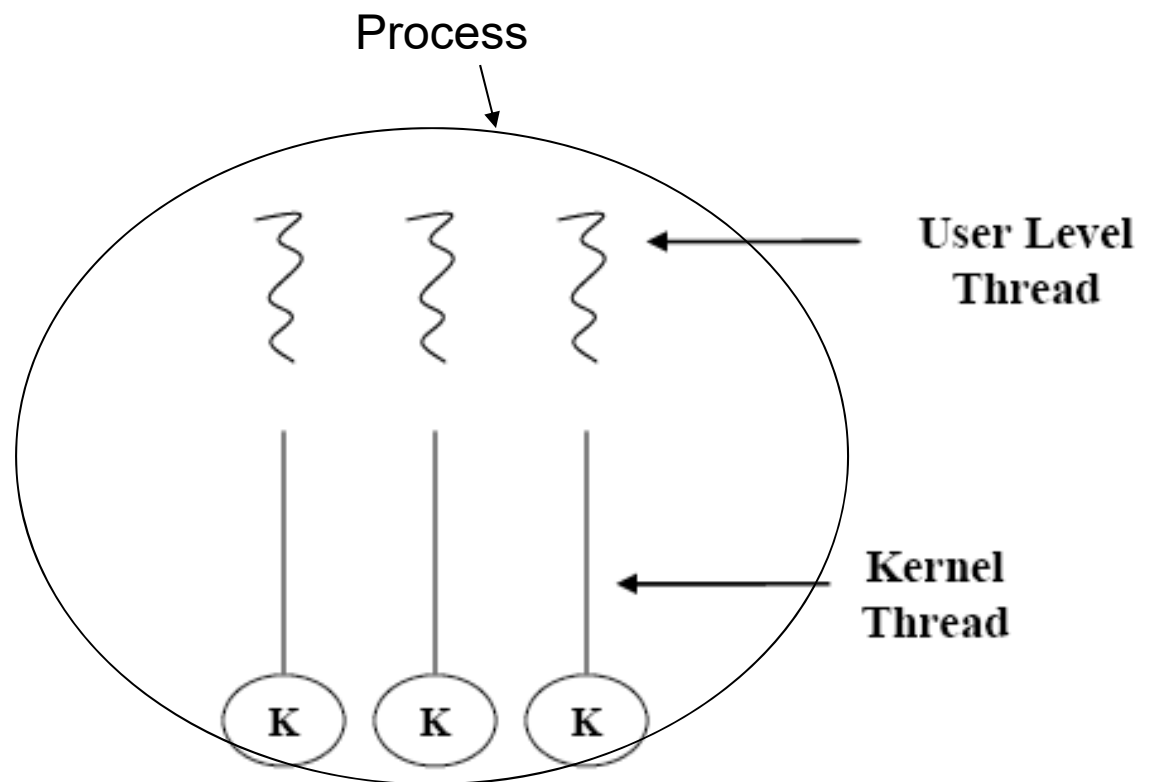 Process
User Level
Thread
Kernel
Thread
K
K
K